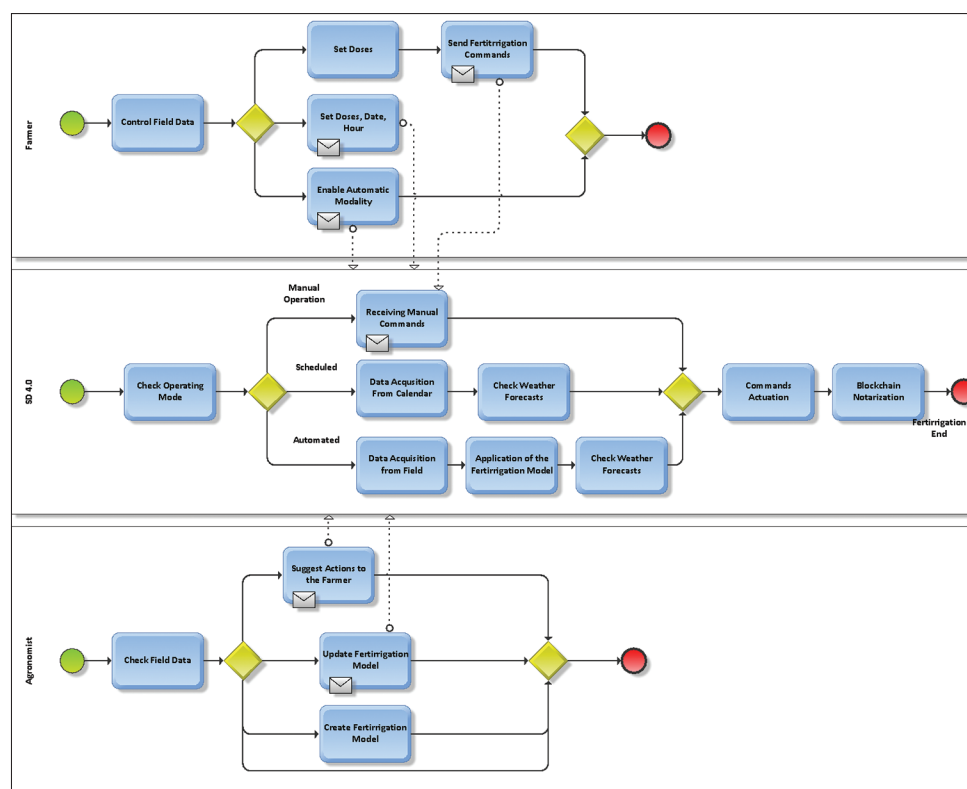 Farmer
Control Field Data
Set Doses
Send Fertitrrigation
Commands
Set Doses, Date,
Hour
Enable Automatic
Modality
SD 4.0
Check Operating
Mode
Manual
Operation
Receiving Manual
Commands
Scheduled
Data Acquisition
From Calendar
Check Weather
Forecasts
Automated
Data Acquisition
from Field
Application of the
Fertirrigation Model
Check Weather
Forecasts
Commands
Actuation
Blockchain
Notarization
Fertirrigation
End
Agronomist
Check Field Data
Suggest Actions to
the Farmer
Update Fertirrigation
Model
Create Fertirrigation
Model